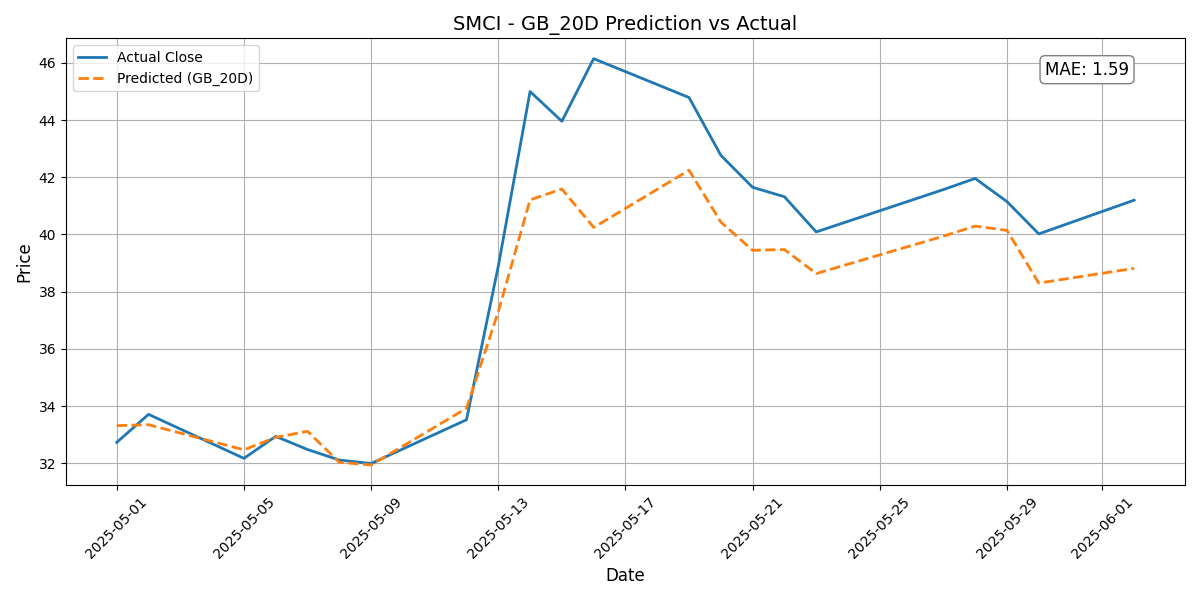 SMCI - GB_20D Prediction vs Actual
Actual Close
Predicted (GB_20D)
MAE: 1.59
Price
46
44
42
40
38
36
34
32
2025-05-01
2025-05-05
2025-05-09
2025-05-13
2025-05-17
2025-05-21
2025-05-25
2025-05-29
2025-06-01
Date